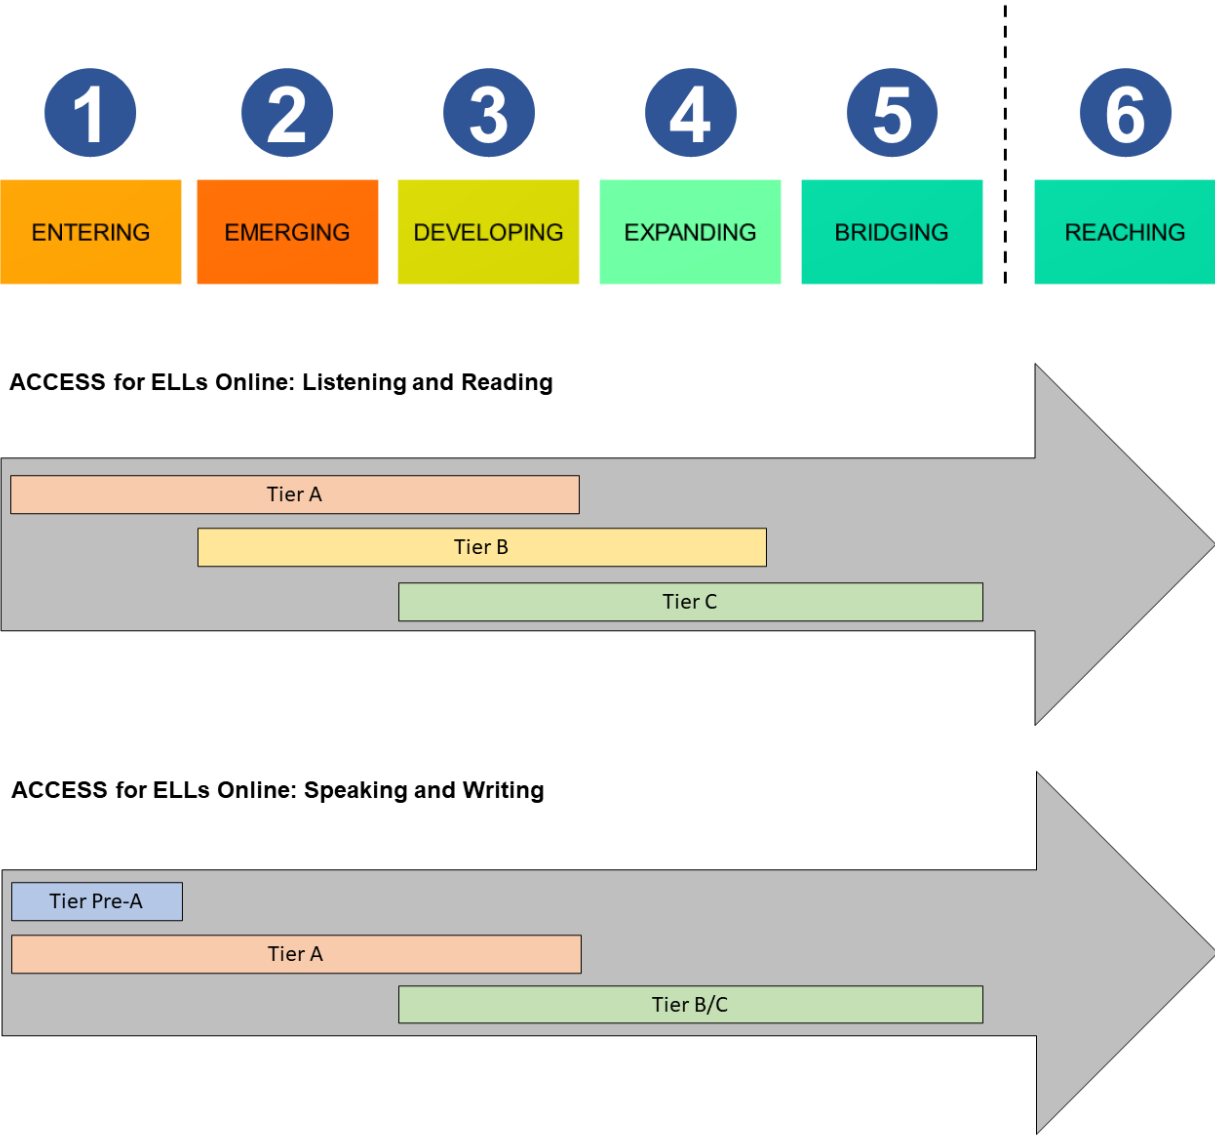 1 2 3 4 5 6
ENTERING EMERGING DEVELOPING EXPANDING BRIDGING REACHING
ACCESS for ELLs Online: Listening and Reading
Tier A
Tier B
Tier C
ACCESS for ELLs Online: Speaking and Writing
Tier Pre-A
Tier A
Tier B/C